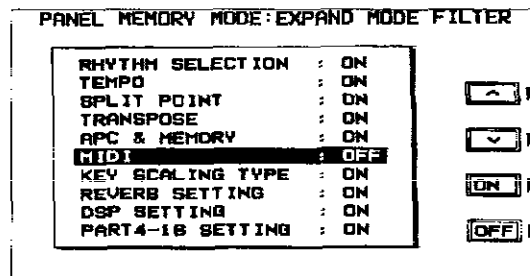 PANEL MEMORY MODE:EXPAND MODE FILTER
RHYTHM SELECTION : ON
TEMPO : ON
SPLIT POINT : ON
TRANSPOSE : ON
APC & MEMORY : ON
MIDI : OFF
KEY SCALING TYPE : ON
REVERB SETTING : ON
DSP SETTING : ON
PART4-16 SETTING : ON
ON
OFF